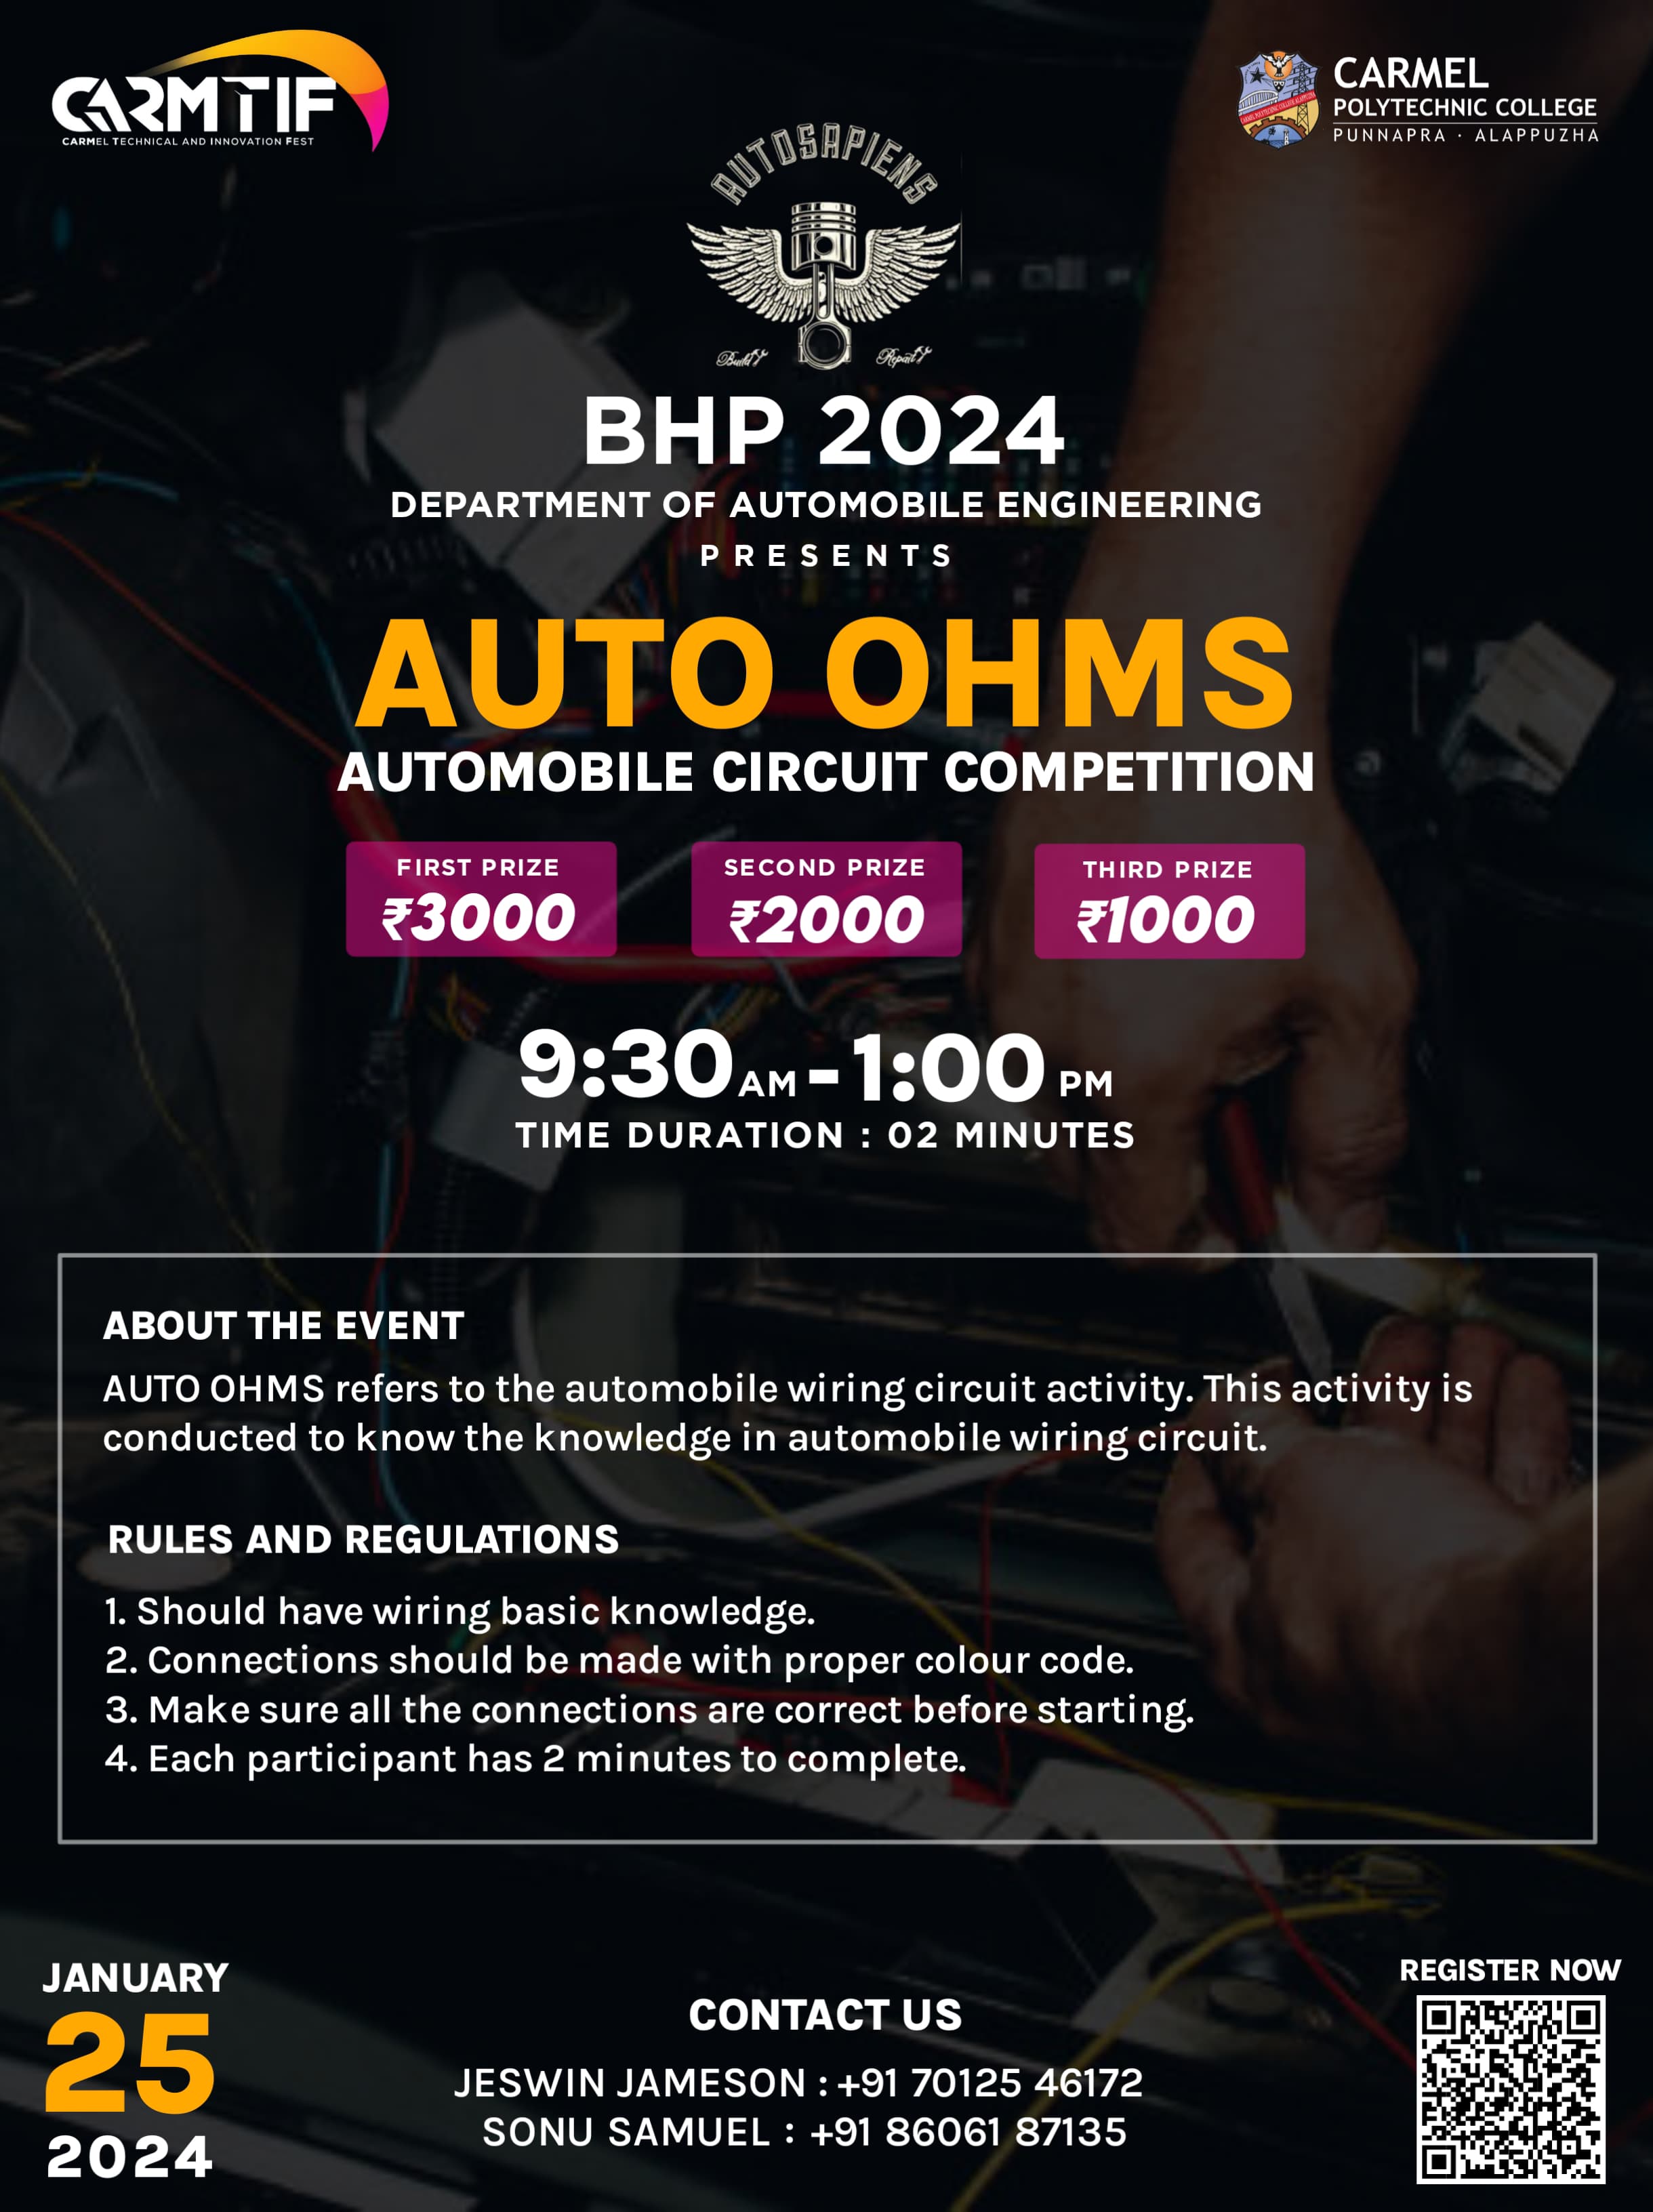 CARMTIF
CARMEL TECHNICAL AND INNOVATION FEST
CARMEL
POLYTECHNIC COLLEGE
PUNNAPRA · ALAPPUZHA
AUTOSAPIENS
Build Repair
BHP 2024
DEPARTMENT OF AUTOMOBILE ENGINEERING
PRESENTS
AUTO OHMS
AUTOMOBILE CIRCUIT COMPETITION
FIRST PRIZE
₹3000
SECOND PRIZE
₹2000
THIRD PRIZE
₹1000
9:30 AM - 1:00 PM
TIME DURATION : 02 MINUTES
ABOUT THE EVENT
AUTO OHMS refers to the automobile wiring circuit activity. This activity is
conducted to know the knowledge in automobile wiring circuit.
RULES AND REGULATIONS
1. Should have wiring basic knowledge.
2. Connections should be made with proper colour code.
3. Make sure all the connections are correct before starting.
4. Each participant has 2 minutes to complete.
JANUARY
25
2024
CONTACT US
JESWIN JAMESON : +91 70125 46172
SONU SAMUEL : +91 86061 87135
REGISTER NOW